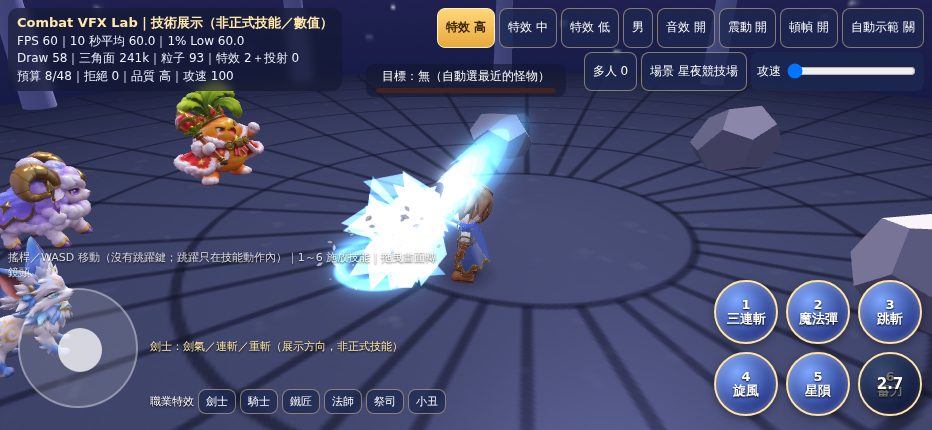 Combat VFX Lab｜技術展示（非正式技能／數值）
FPS 60｜10 秒平均 60.0｜1% Low 60.0
Draw 58｜三角面 241k｜粒子 93｜特效 2＋投射 0
預算 8/48｜拒絕 0｜品質 高｜攻速 100
特效 高
特效 中
特效 低
男
音效 開
震動 開
頓幀 開
自動示範 關
多人 0
場景 星夜競技場
攻速
目標：無（自動選最近的怪物）
搖桿／WASD 移動（沒有跳躍鍵；跳躍只在技能動作內）｜1～6 施放技能｜拖曳畫面轉
鏡頭
劍士：劍氣／連斬／重斬（展示方向，非正式技能）
職業特效
劍士
騎士
鐵匠
法師
祭司
小丑
1
三連斬
2
魔法彈
3
跳斬
4
旋風
5
星隕
2.7